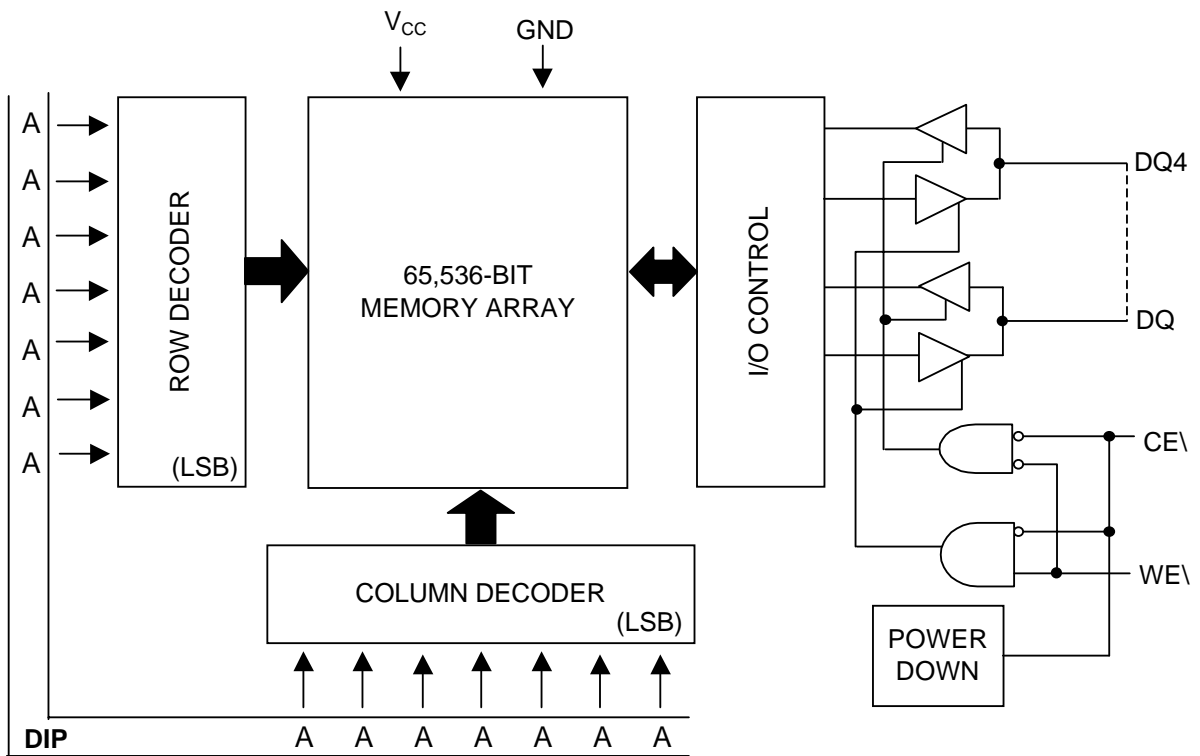 V_CC
GND
A
A
A
A
A
A
A
ROW DECODER
(LSB)
65,536-BIT
MEMORY ARRAY
I/O CONTROL
DQ4
DQ
CE\
WE\
COLUMN DECODER
(LSB)
POWER
DOWN
DIP
A A A A A A A